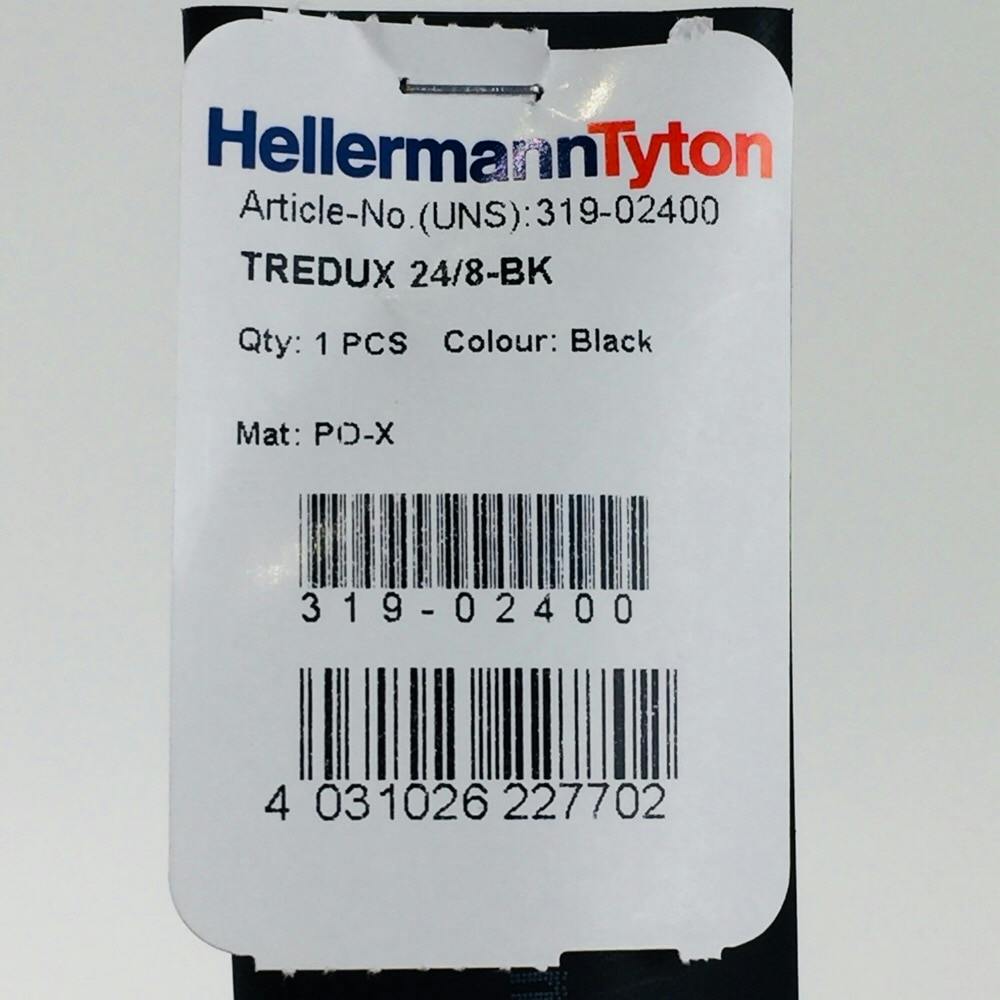 HellermannTyton
Article-No.(UNS):319-02400
TREDUX 24/8-BK
Qty: 1 PCS Colour: Black
Mat: PO-X
319-02400
4 031026 227702